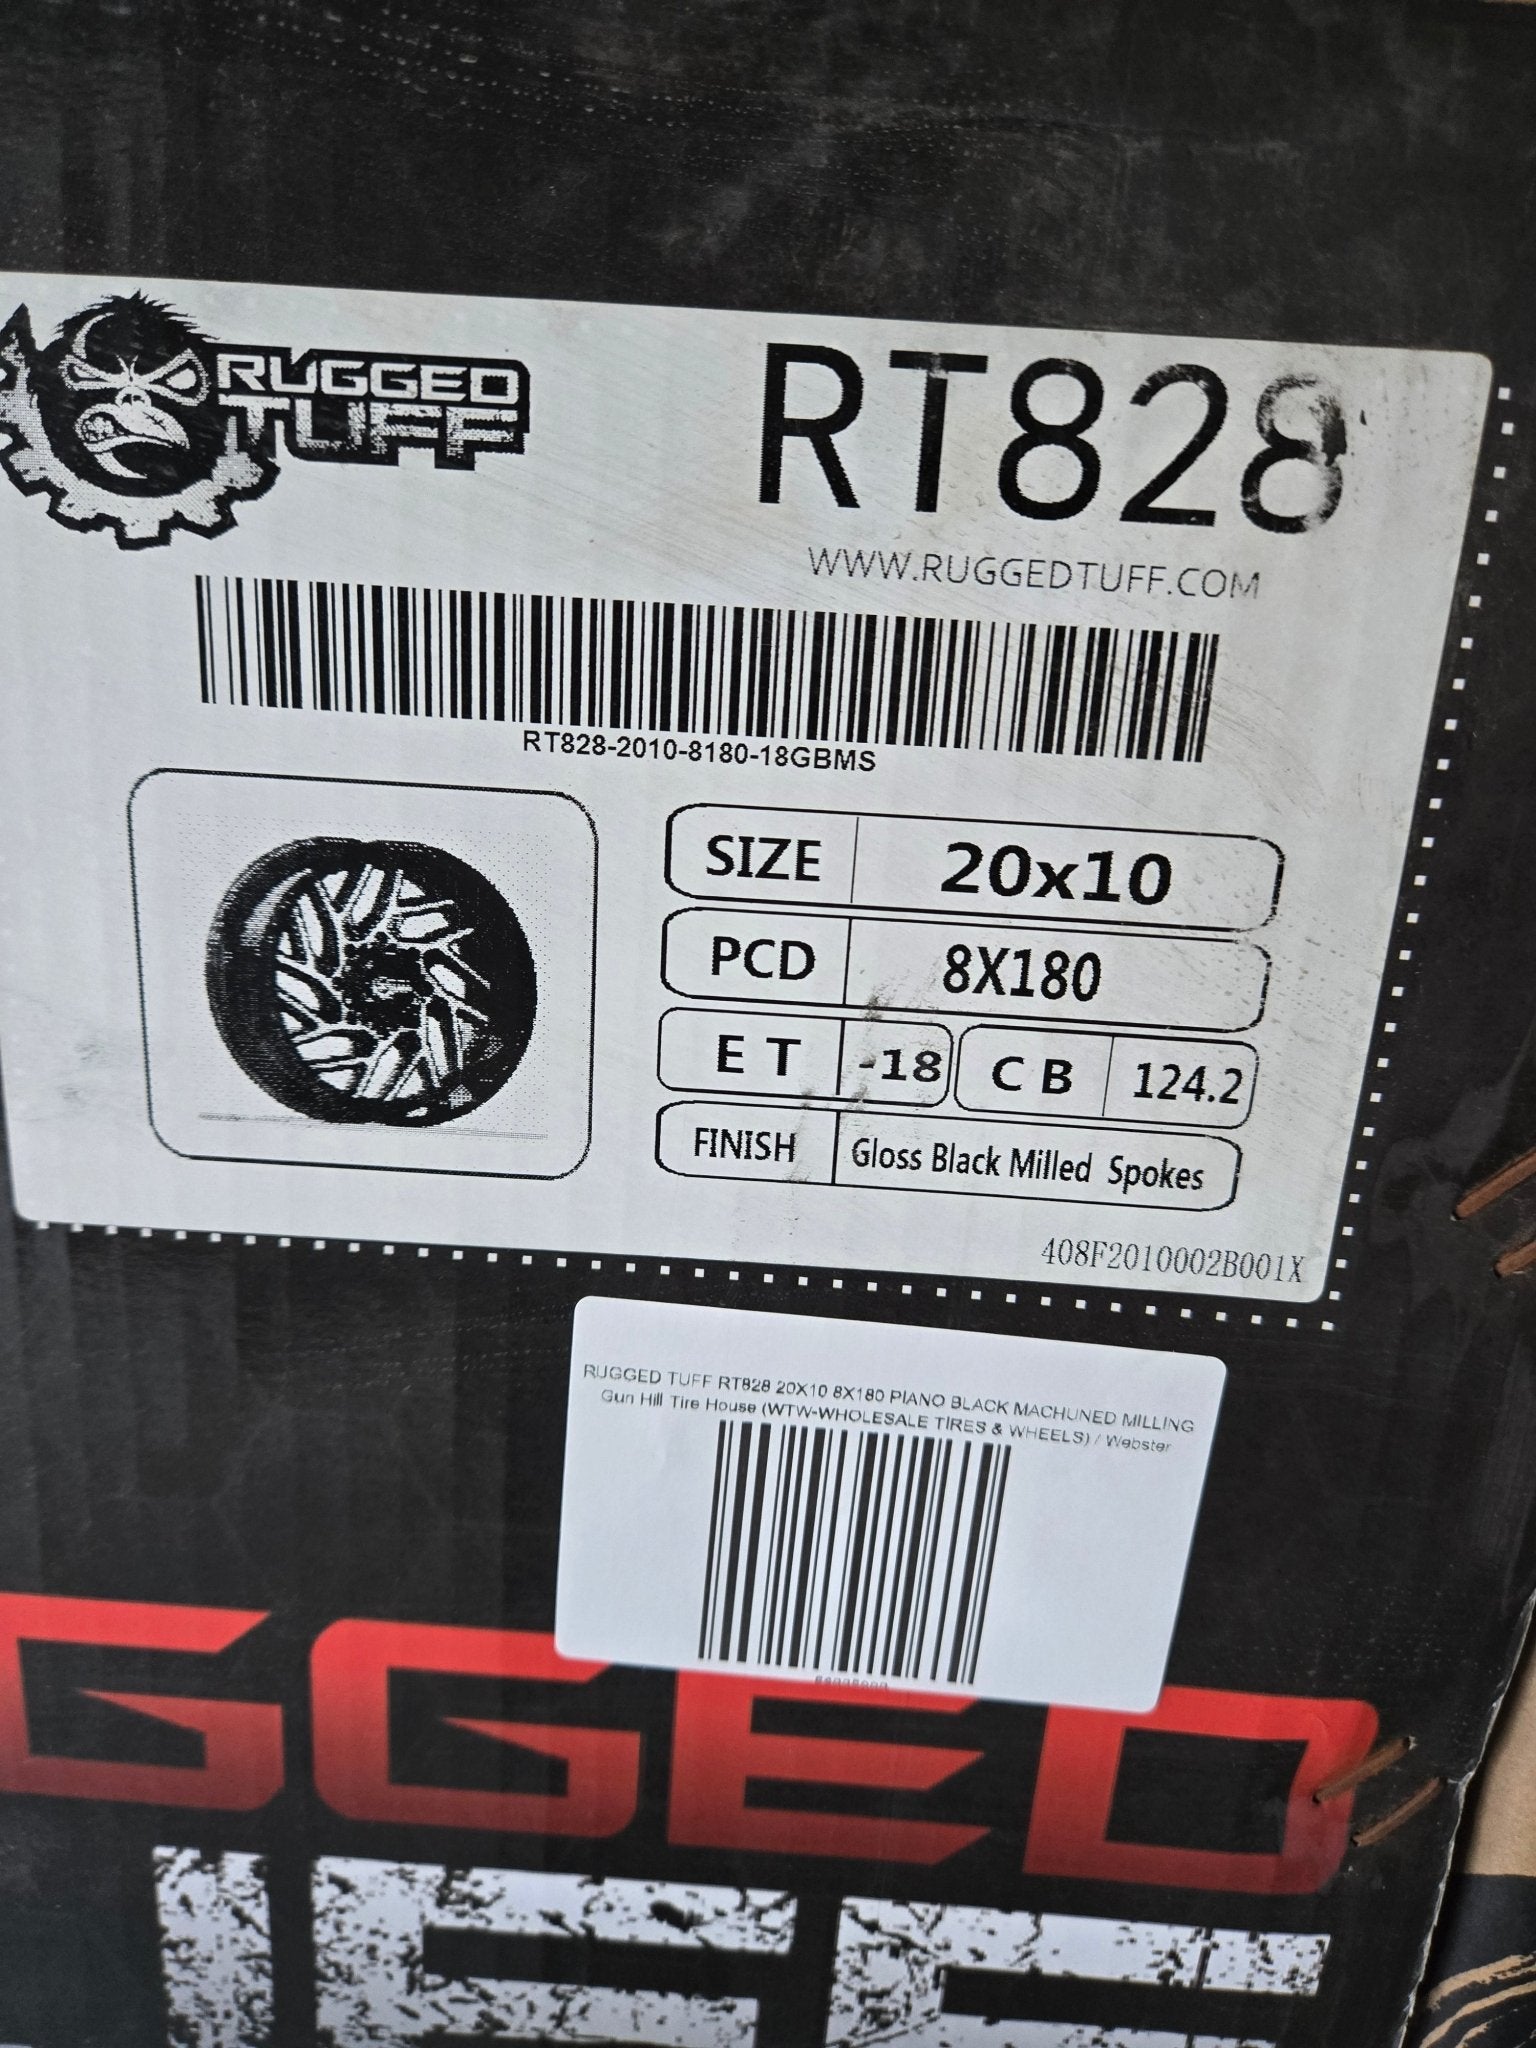 RUGGED
TUFF
RT828
WWW.RUGGEDTUFF.COM
RT828-2010-8180-18GBMS
SIZE 20x10
PCD 8X180
ET -18 CB 124.2
FINISH Gloss Black Milled Spokes
408F2010002B001X
RUGGED TUFF RT828 20X10 8X180 PIANO BLACK MACHUNED MILLING
Gun Hill Tire House (WTW-WHOLESALE TIRES & WHEELS) / Webster
GGED